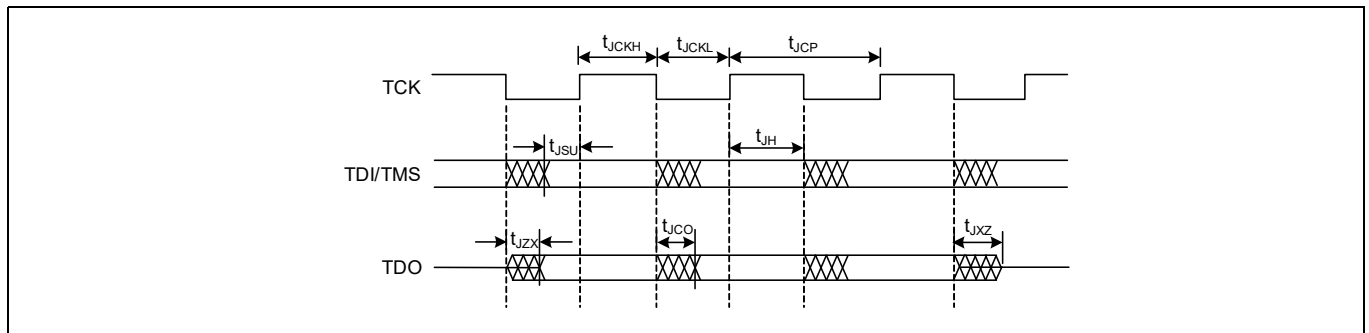 tJCKH tJCKL tJCP
TCK
tJSU tJH
TDI/TMS
tJZX tJCO tJXZ
TDO